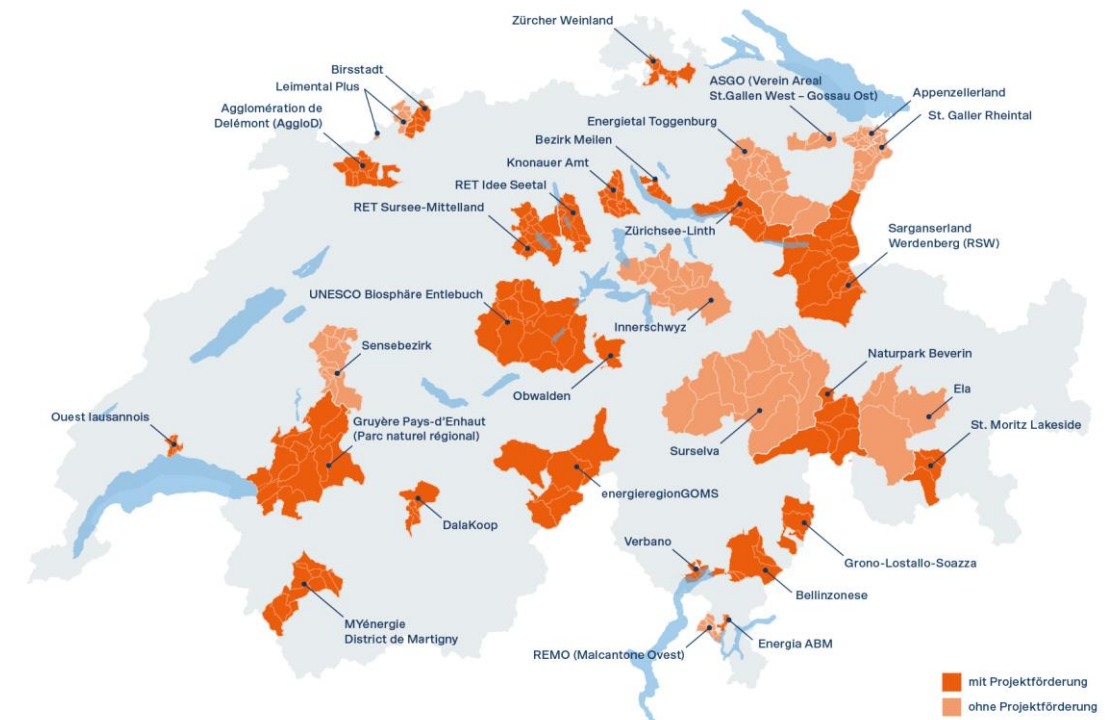 Zürcher Weinland
Birsstadt
Leimental Plus
Agglomération de
Delémont (AggloD)
ASGO (Verein Areal
St.Gallen West – Gossau Ost)
Appenzellerland
St. Galler Rheintal
Energietal Toggenburg
Bezirk Meilen
Knonauer Amt
RET Idee Seetal
RET Sursee-Mittelland
Zürichsee-Linth
Sarganserland
Werdenberg (RSW)
UNESCO Biosphäre Entlebuch
Innerschwyz
Sensebezirk
Obwalden
Naturpark Beverin
Ela
Ouest lausannois
Gruyère Pays-d'Enhaut
(Parc naturel régional)
St. Moritz Lakeside
Surselva
energieregionGOMS
DalaKoop
Verbano
Grono-Lostallo-Soazza
Bellinzonese
MYénergie
District de Martigny
Energia ABM
REMO (Malcantone Ovest)
mit Projektförderung
ohne Projektförderung